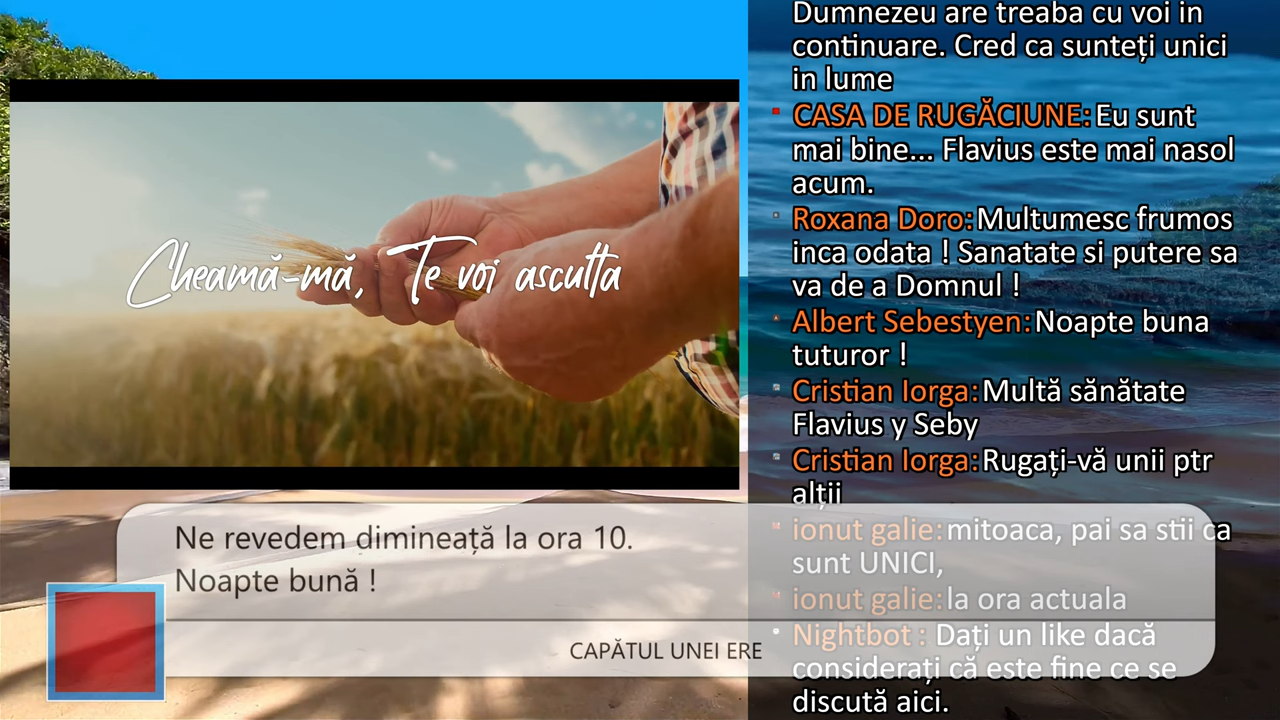 Cheamă-mă, Te voi asculta
Dumnezeu are treaba cu voi in
continuare. Cred ca sunteți unici
in lume
CASA DE RUGĂCIUNE: Eu sunt
mai bine... Flavius este mai nasol
acum.
Roxana Doro: Multumesc frumos
inca odata ! Sanatate si putere sa
va de a Domnul !
Albert Sebestyen: Noapte buna
tuturor !
Cristian Iorga: Multă sănătate
Flavius y Seby
Cristian Iorga: Rugați-vă unii ptr
alții
ionut galie: mitoaca, pai sa stii ca
sunt UNICI,
ionut galie: la ora actuala
Nightbot : Dați un like dacă
considerați că este fine ce se
discută aici.
Ne revedem dimineață la ora 10.
Noapte bună !
CAPĂTUL UNEI ERE